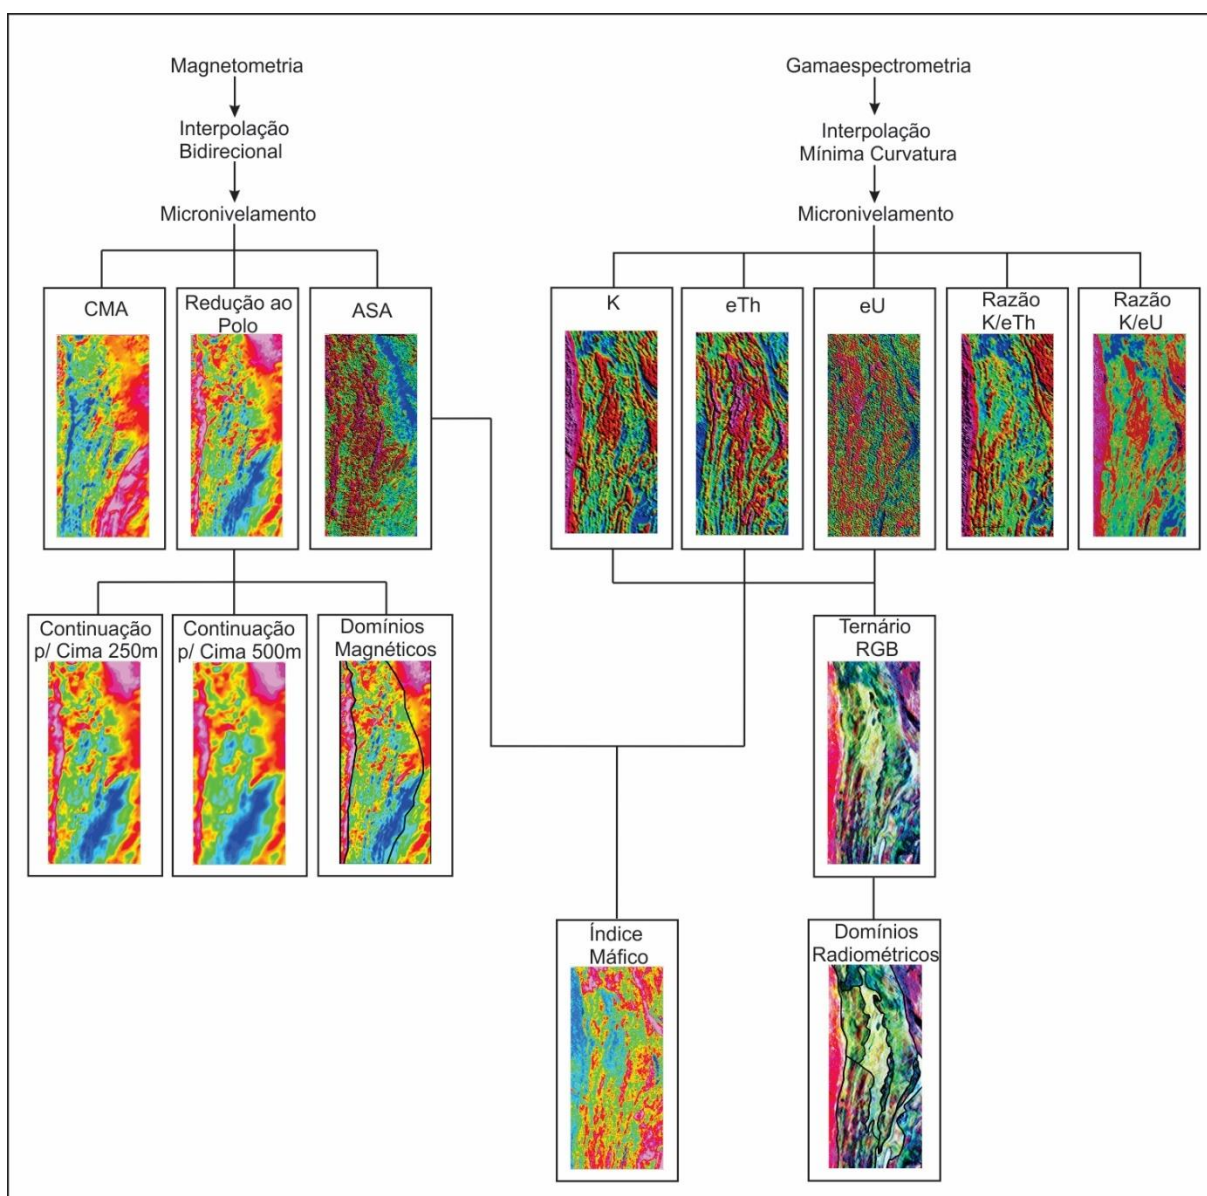 Magnetometria
Interpolação
Bidirecional
Micronivelamento
CMA
Redução ao
Polo
ASA
Continuação
p/ Cima 250m
Continuação
p/ Cima 500m
Domínios
Magnéticos
Gamaespectrometria
Interpolação
Mínima Curvatura
Micronivelamento
K
eTh
eU
Razão
K/eTh
Razão
K/eU
Ternário
RGB
Índice
Máfico
Domínios
Radiométricos